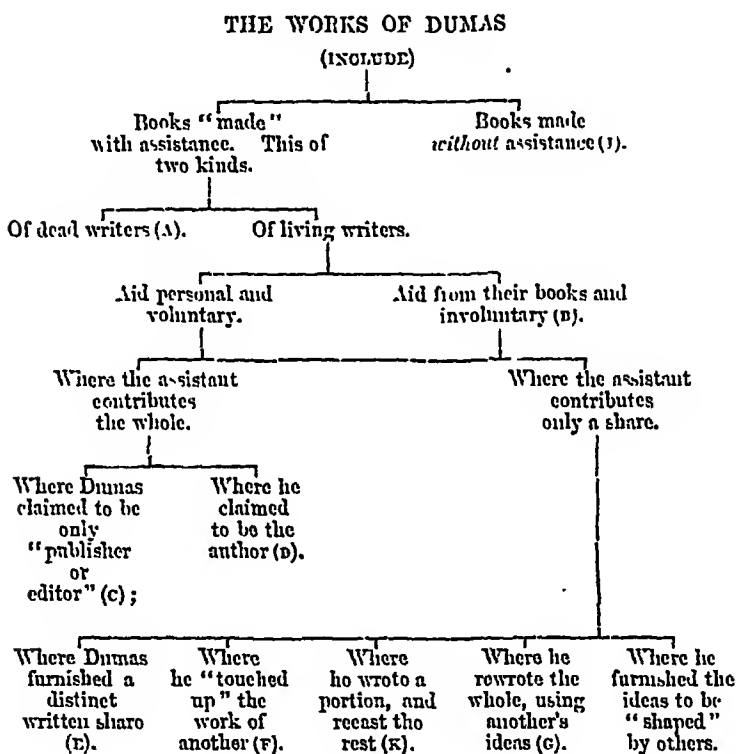 THE WORKS OF DUMAS
(INCLUDE)
Books "made"
with assistance. This of
two kinds.
Books made
without assistance (I).
Of dead writers (A).
Of living writers.
Aid personal and
voluntary.
Aid from their books and
involuntary (B).
Where the assistant
contributes
the whole.
Where the assistant
contributes
only a share.
Where Dumas
claimed to be
only
"publisher
or
editor" (C) ;
Where he
claimed
to be the
author (D).
Where Dumas
furnished a
distinct
written share
(E).
Where
he "touched
up" the
work of
another (F).
Where
he wrote a
portion, and
recast the
rest (K).
Where he
rewrote the
whole, using
another's
ideas (G).
Where he
furnished the
ideas to be
"shaped"
by others.